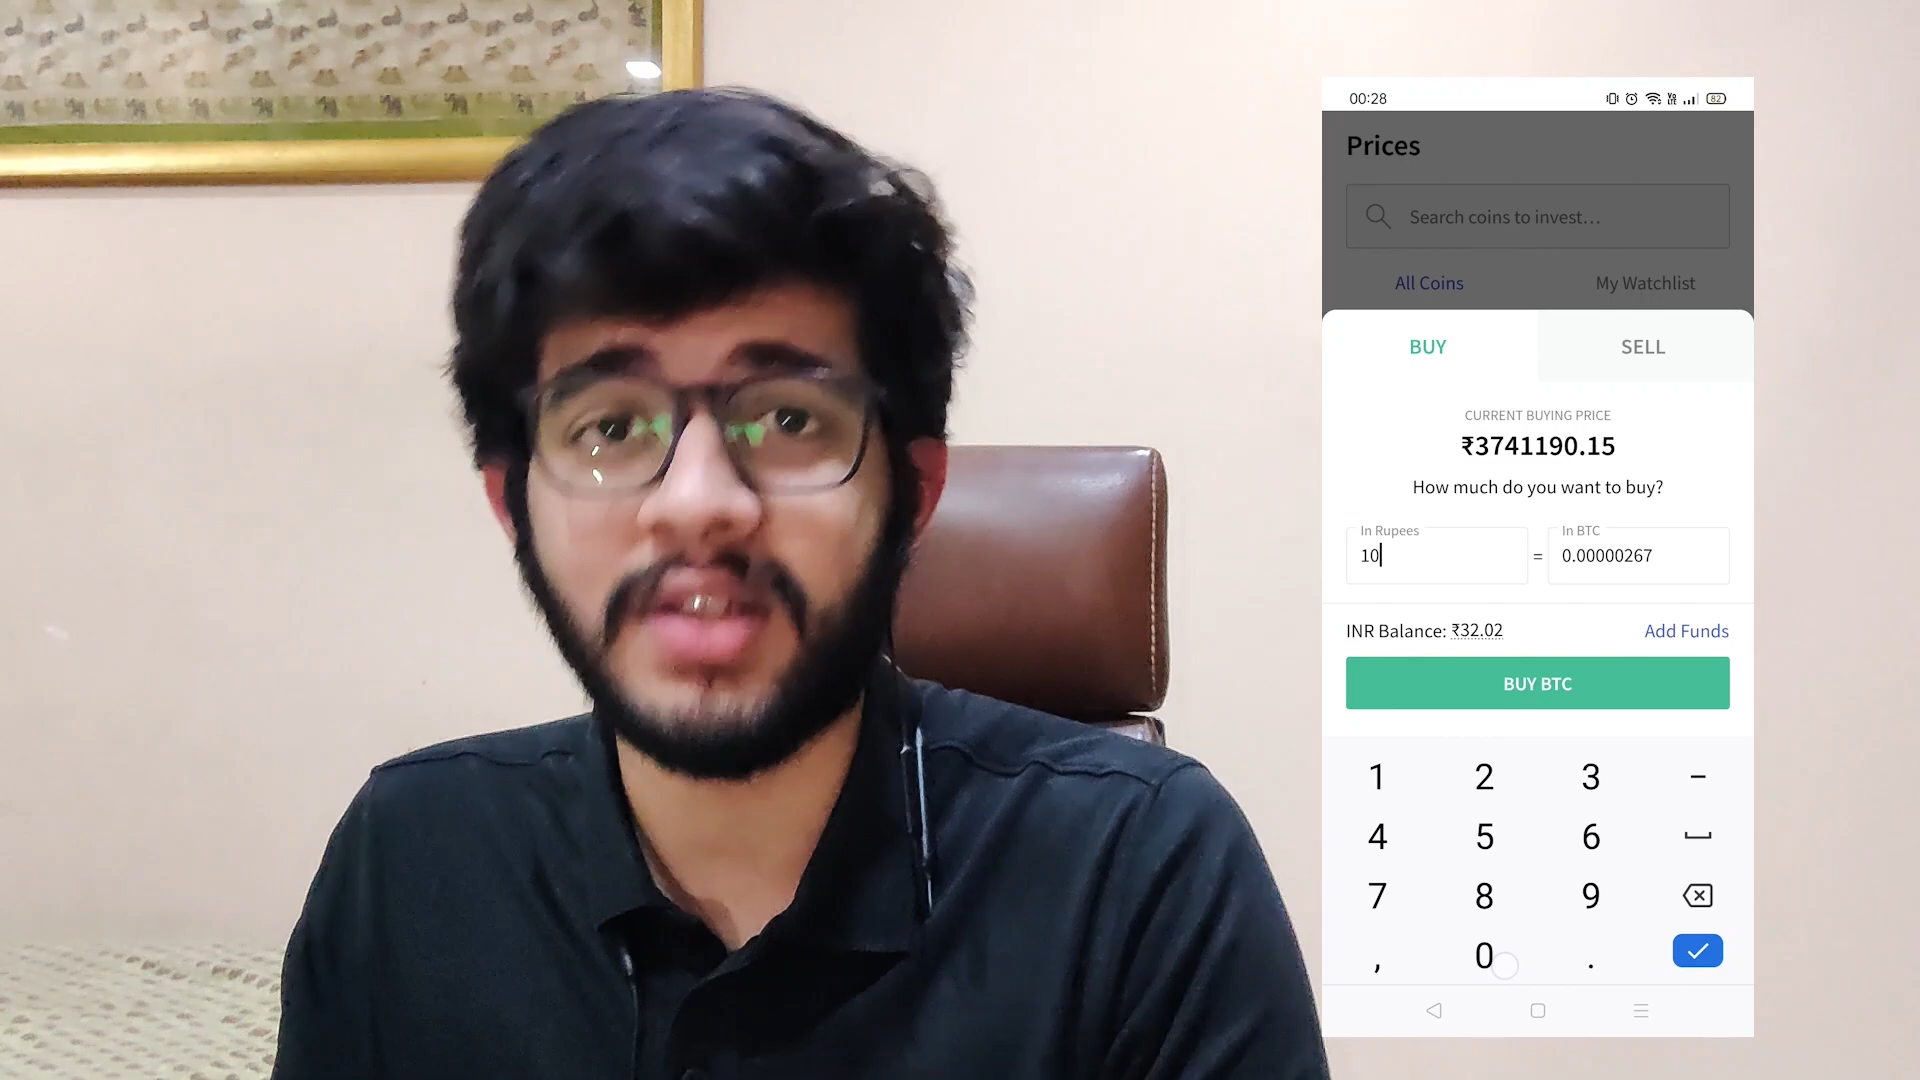 00:28
82
Prices
Search coins to invest...
All Coins
My Watchlist
BUY
SELL
CURRENT BUYING PRICE
₹3741190.15
How much do you want to buy?
In Rupees
In BTC
10
=
0.00000267
INR Balance: ₹32.02
Add Funds
BUY BTC
1 2 3 -
4 5 6
7 8 9
, 0 .